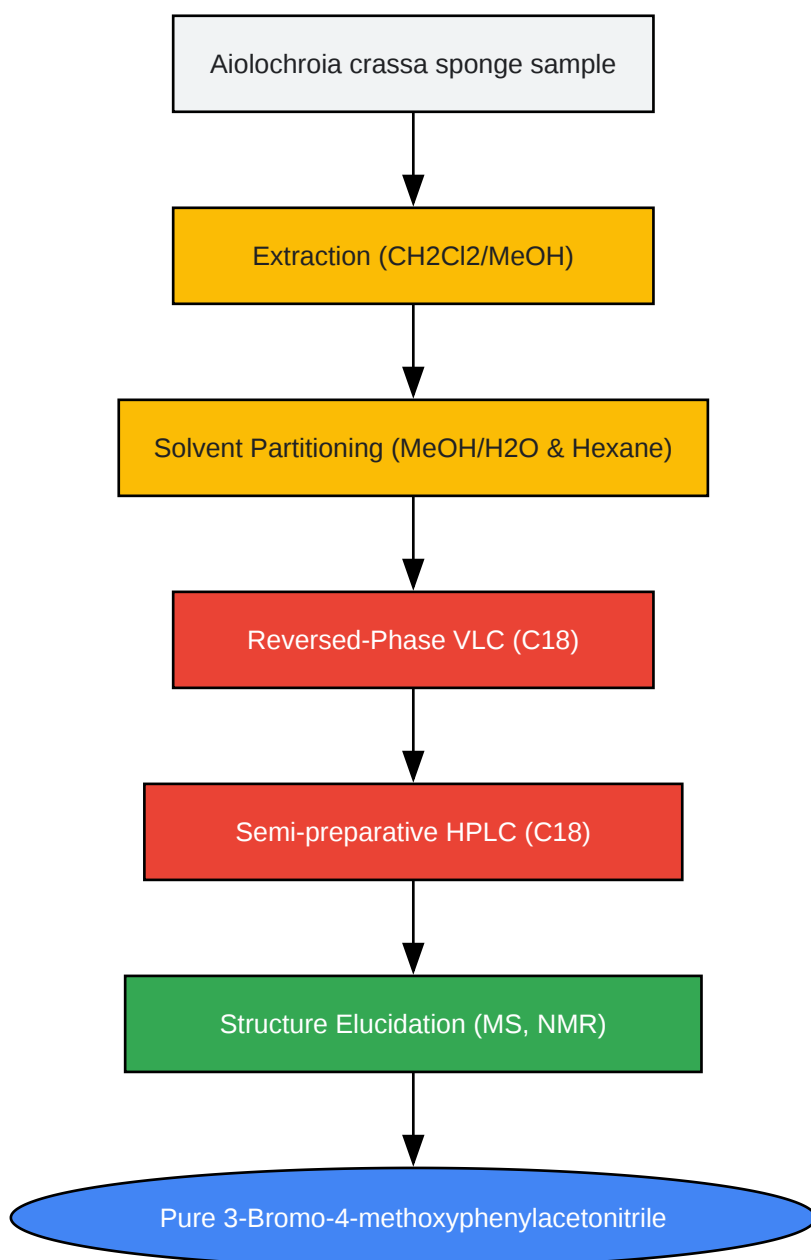 Aiolochroia crassa sponge sample
Extraction (CH2Cl2/MeOH)
Solvent Partitioning (MeOH/H2O & Hexane)
Reversed-Phase VLC (C18)
Semi-preparative HPLC (C18)
Structure Elucidation (MS, NMR)
Pure 3-Bromo-4-methoxyphenylacetonitrile